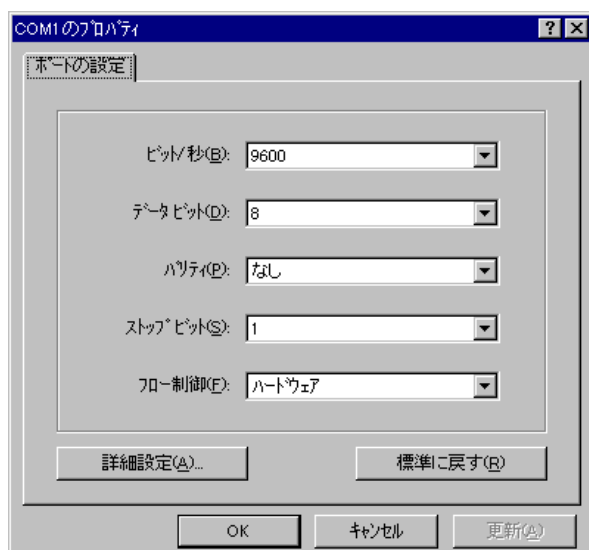 COM1のﾌﾟﾛﾊﾟﾃｨ
ﾎﾟｰﾄの設定
ﾋﾞｯﾄ/秒(B): 9600
ﾃﾞｰﾀ ﾋﾞｯﾄ(D): 8
ﾊﾟﾘﾃｨ(P): なし
ｽﾄｯﾌﾟ ﾋﾞｯﾄ(S): 1
ﾌﾛｰ制御(F): ﾊｰﾄﾞｳｪｱ
詳細設定(A)... 標準に戻す(R)
OK ｷｬﾝｾﾙ 更新(A)